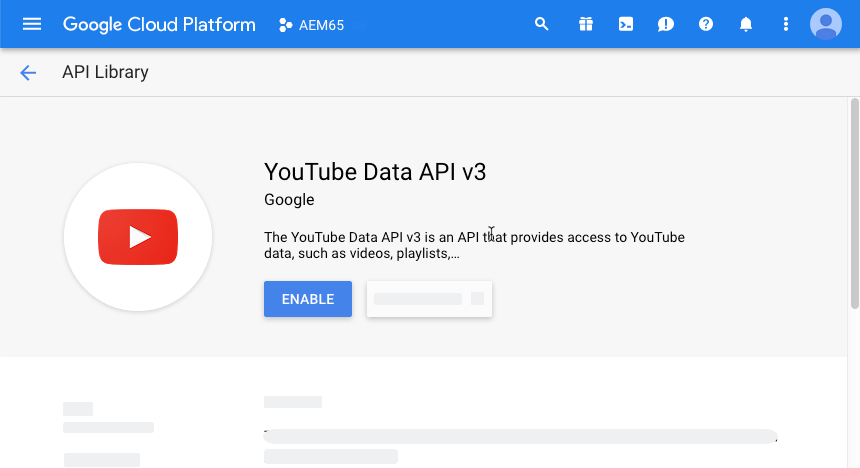 Google Cloud Platform AEM65
API Library
YouTube Data API v3
Google
The YouTube Data API v3 is an API that provides access to YouTube
data, such as videos, playlists,...
ENABLE